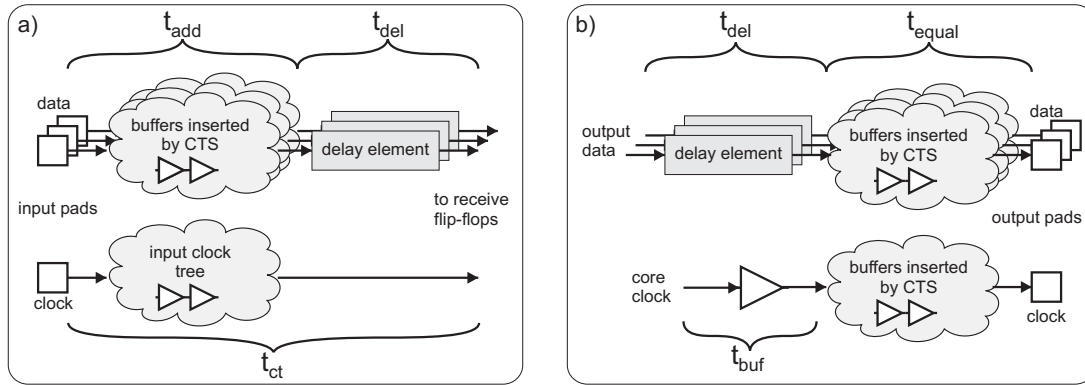 a)
t_add
t_del
data
buffers inserted
by CTS
delay element
input pads
to receive
flip-flops
input clock
tree
clock
t_ct
b)
t_del
t_equal
data
output
data
delay element
buffers inserted
by CTS
output pads
core
clock
buffers inserted
by CTS
clock
t_buf